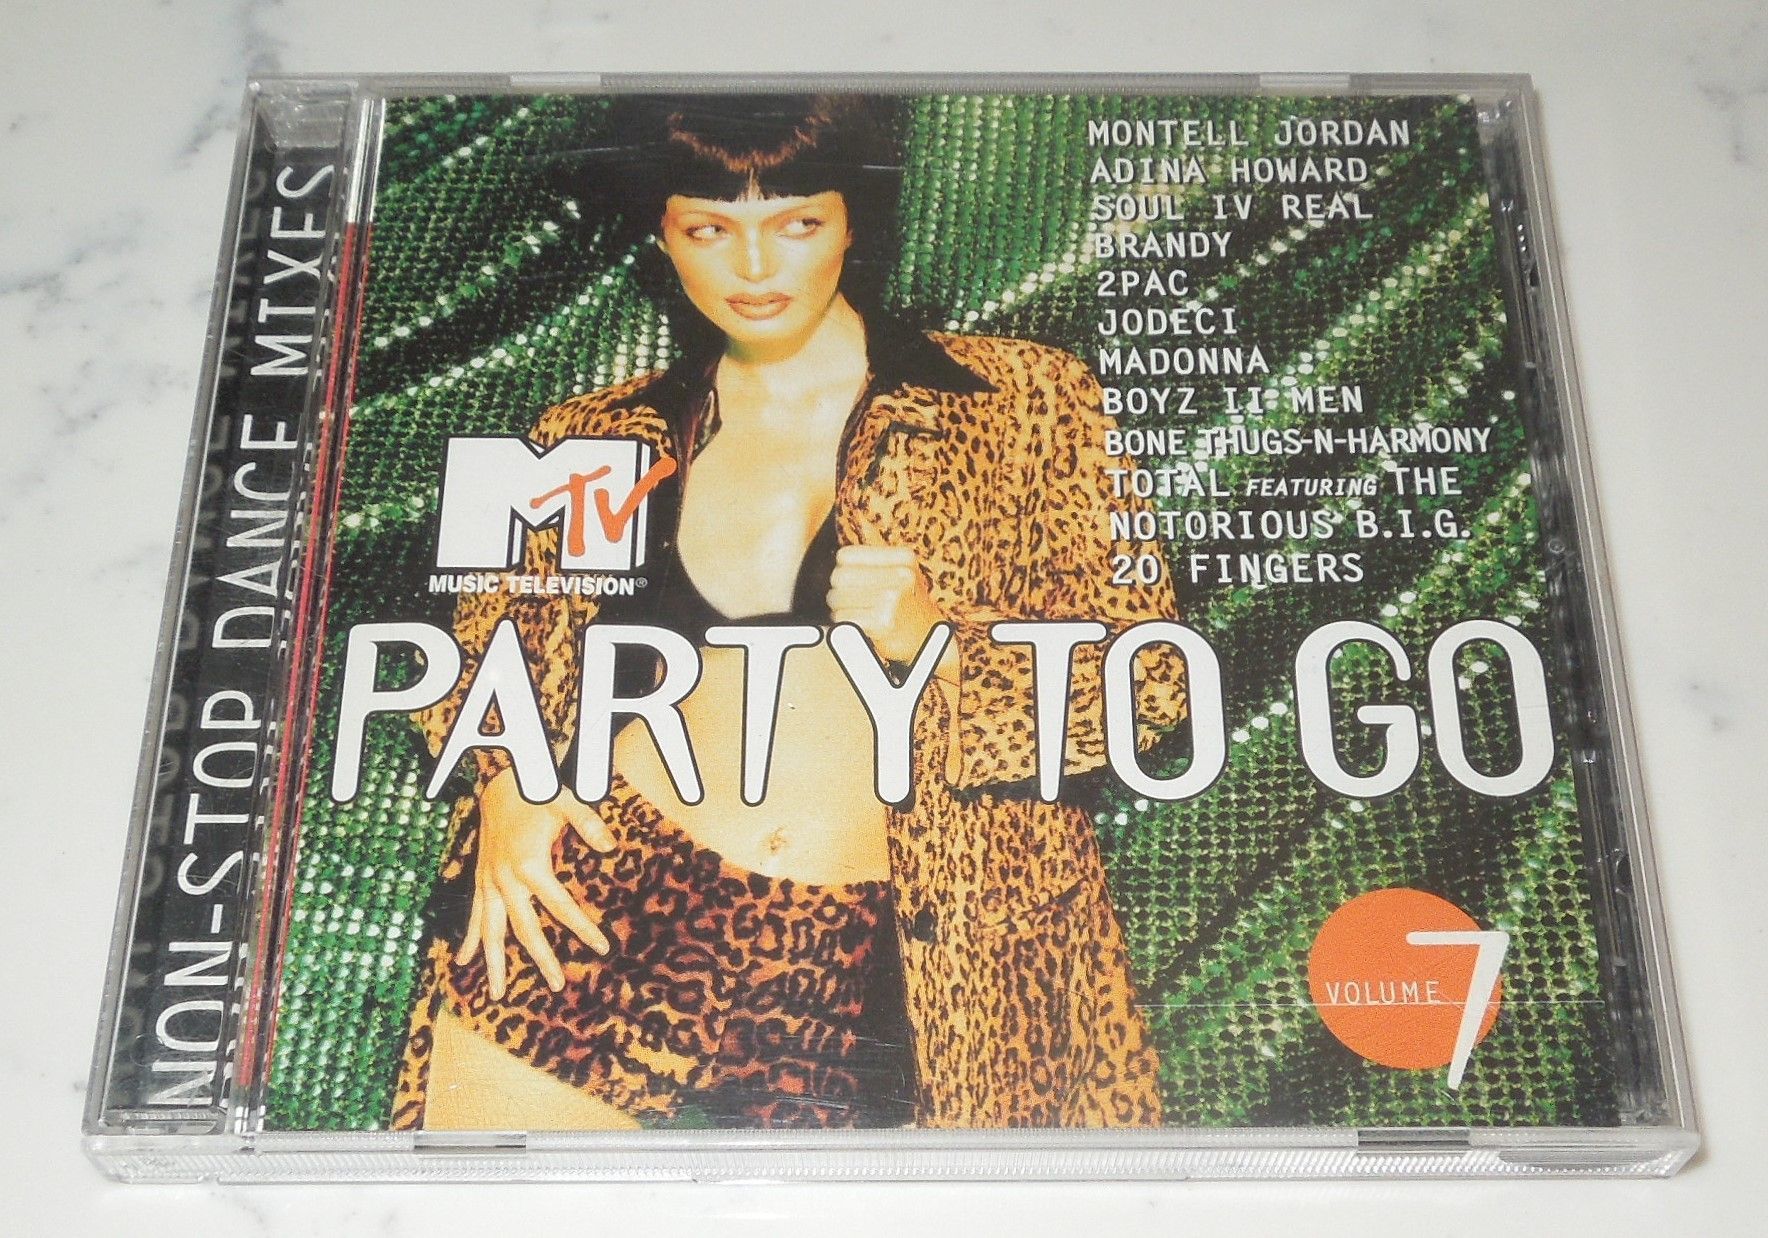 NON-STOP DANCE MIXES
MONTELL JORDAN
ADINA HOWARD
SOUL IV REAL
BRANDY
2PAC
JODECI
MADONNA
BOYZ II MEN
BONE THUGS-N-HARMONY
TOTAL FEATURING THE
NOTORIOUS B.I.G.
20 FINGERS
MTV
MUSIC TELEVISION®
PARTY TO GO
VOLUME 7